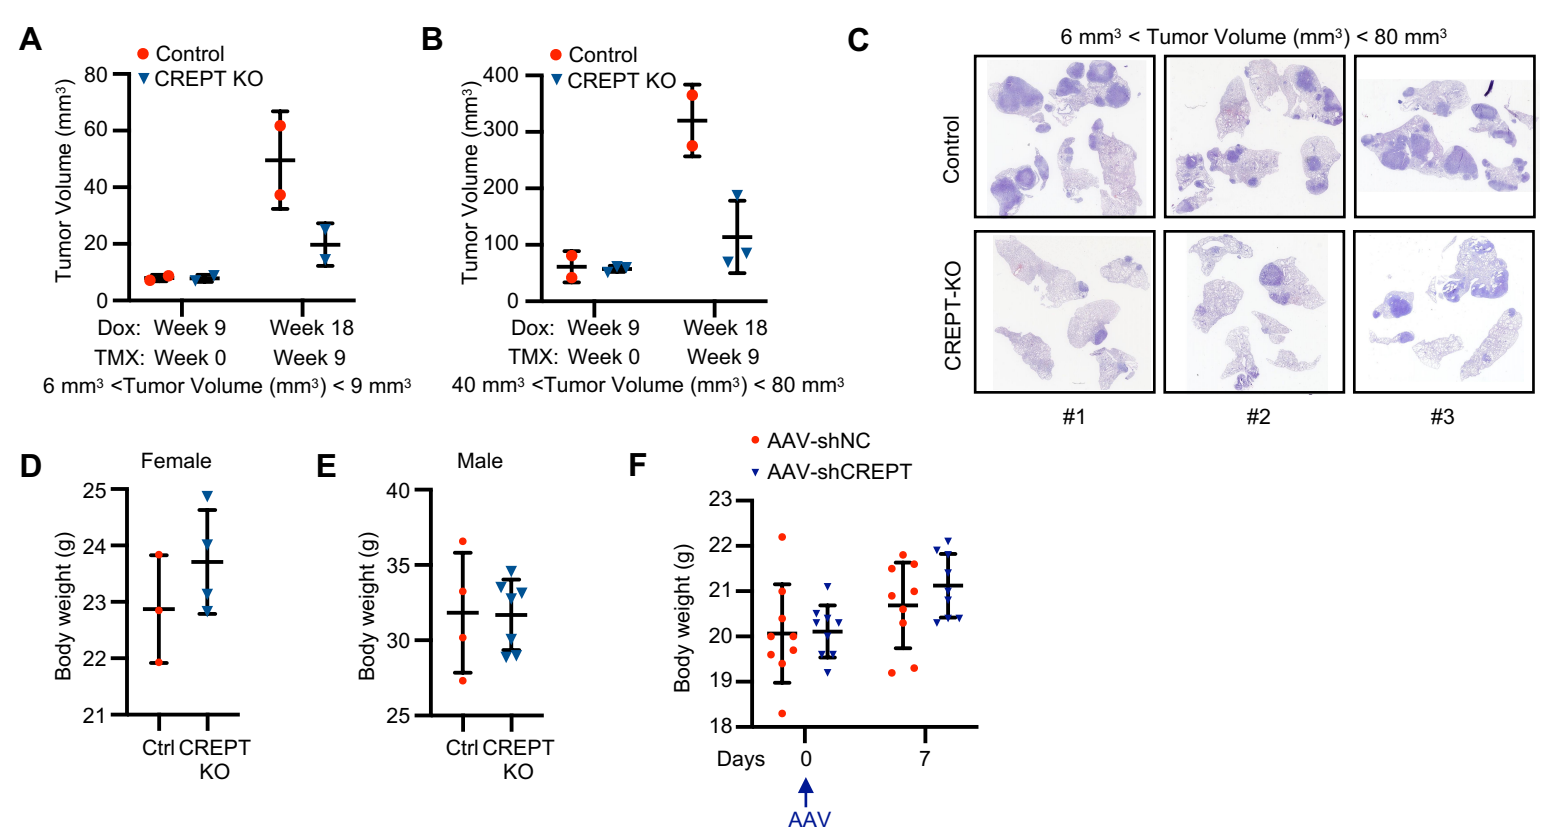 A
Control
CREPT KO
Tumor Volume (mm³)
80
60
40
20
0
Dox: Week 9 Week 18
TMX: Week 0 Week 9
6 mm³ <Tumor Volume (mm³) < 9 mm³
B
Control
CREPT KO
Tumor Volume (mm³)
400
300
200
100
0
Dox: Week 9 Week 18
TMX: Week 0 Week 9
40 mm³ <Tumor Volume (mm³) < 80 mm³
C
6 mm³ < Tumor Volume (mm³) < 80 mm³
Control
CREPT-KO
#1 #2 #3
D
Female
Body weight (g)
25
24
23
22
21
Ctrl CREPT
KO
E
Male
Body weight (g)
40
35
30
25
Ctrl CREPT
KO
F
AAV-shNC
AAV-shCREPT
Body weight (g)
23
22
21
20
19
18
Days 0 7
AAV